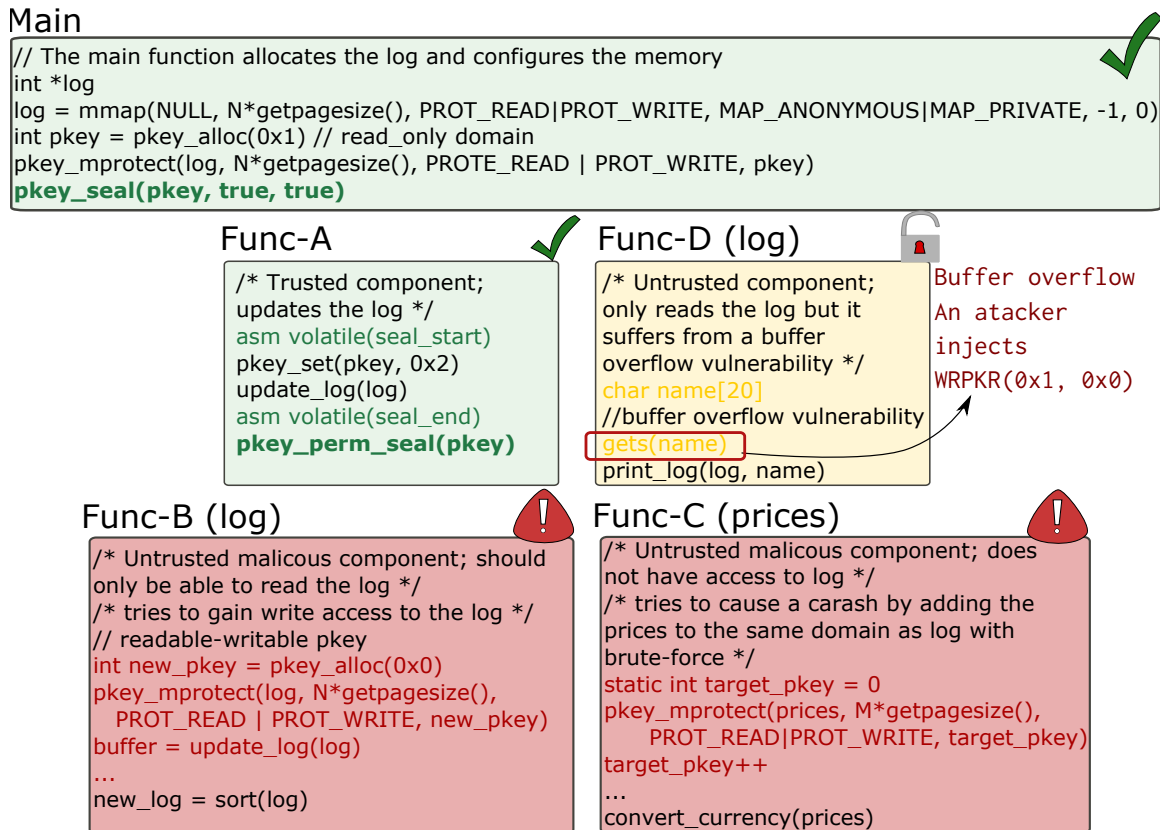 Main
// The main function allocates the log and configures the memory
int *log
log = mmap(NULL, N*getpagesize(), PROT_READ|PROT_WRITE, MAP_ANONYMOUS|MAP_PRIVATE, -1, 0)
int pkey = pkey_alloc(0x1) // read_only domain
pkey_mprotect(log, N*getpagesize(), PROTE_READ | PROT_WRITE, pkey)
pkey_seal(pkey, true, true)
Func-A
/* Trusted component;
updates the log */
asm volatile(seal_start)
pkey_set(pkey, 0x2)
update_log(log)
asm volatile(seal_end)
pkey_perm_seal(pkey)
Func-D (log)
/* Untrusted component;
only reads the log but it
suffers from a buffer
overflow vulnerability */
char name[20]
//buffer overflow vulnerability
gets(name)
print_log(log, name)
Buffer overflow
An atacker
injects
WRPKR(0x1, 0x0)
Func-B (log)
/* Untrusted malicous component; should
only be able to read the log */
/* tries to gain write access to the log */
// readable-writable pkey
int new_pkey = pkey_alloc(0x0)
pkey_mprotect(log, N*getpagesize(),
PROT_READ | PROT_WRITE, new_pkey)
buffer = update_log(log)
...
new_log = sort(log)
Func-C (prices)
/* Untrusted malicous component; does
not have access to log */
/* tries to cause a carash by adding the
prices to the same domain as log with
brute-force */
static int target_pkey = 0
pkey_mprotect(prices, M*getpagesize(),
PROT_READ|PROT_WRITE, target_pkey)
target_pkey++
...
convert_currency(prices)